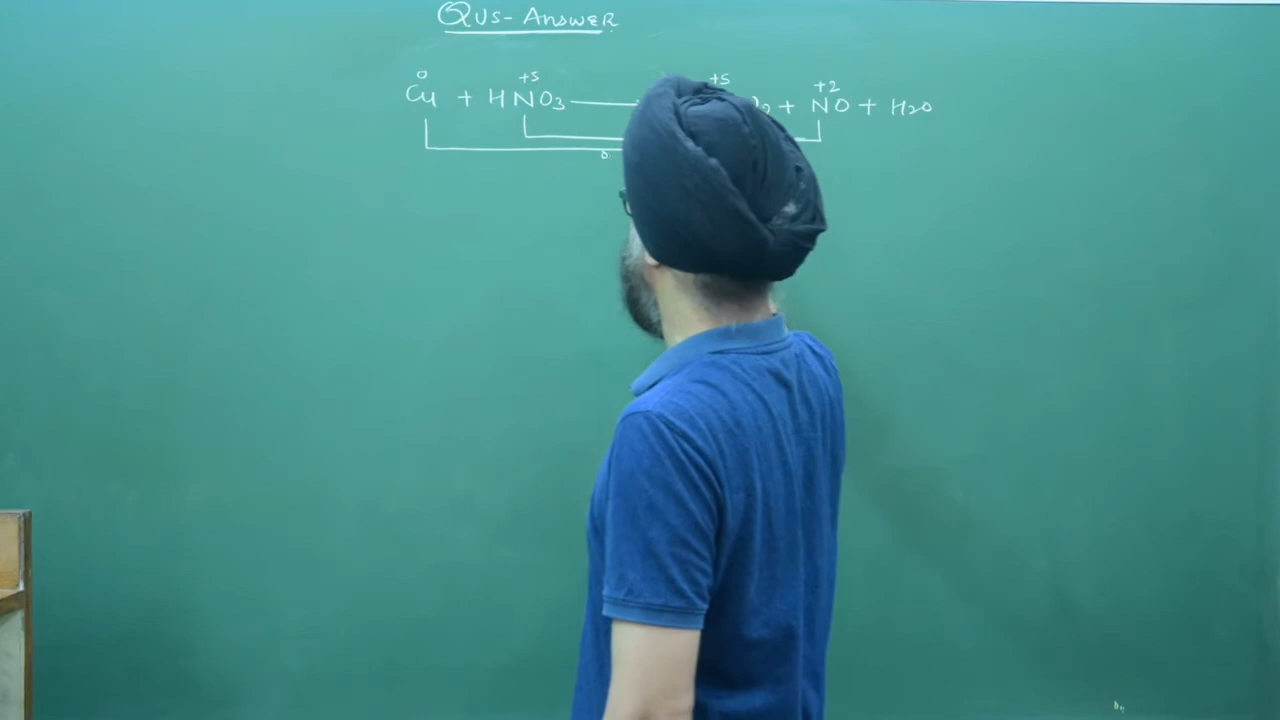 Qus- Answer
0 +5 +5 +2
Cu + HNO3 + NO + H2O